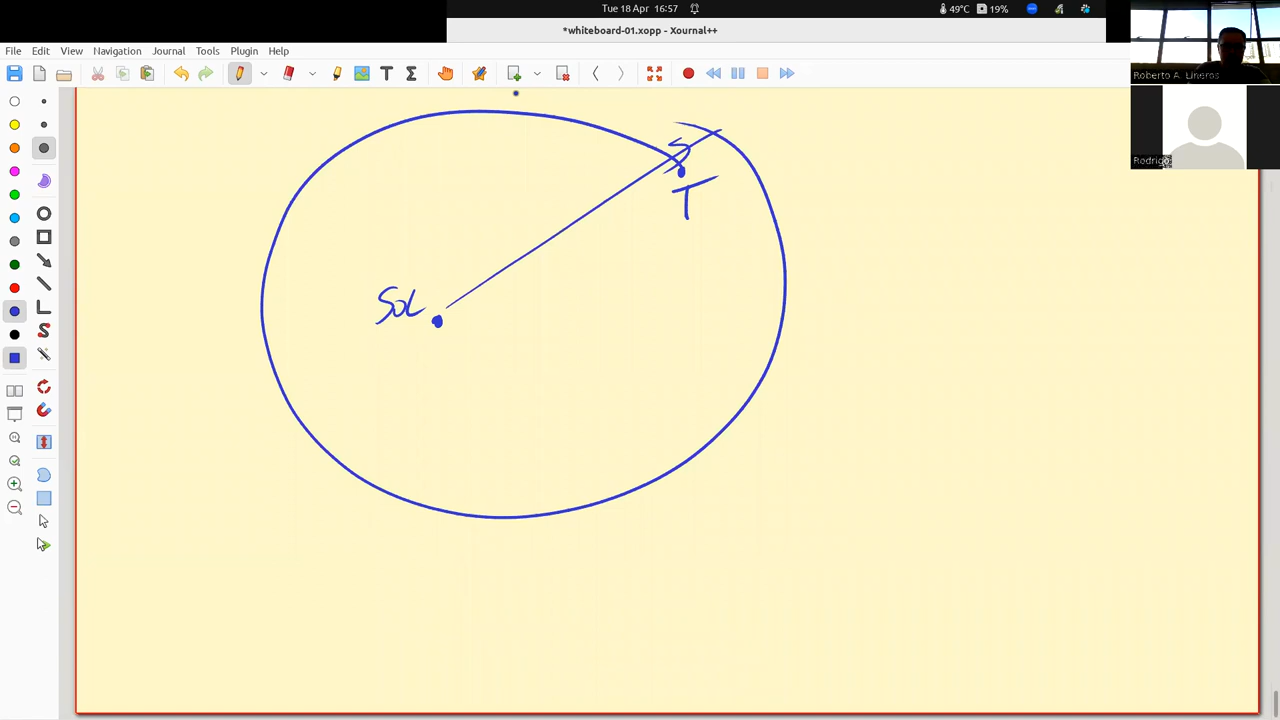 Tue 18 Apr 16:57
49°C
19%
*whiteboard-01.xopp - Xournal++
File Edit View Navigation Journal Tools Plugin Help
Roberto A. Lineros
Rodrigo
T
SOL